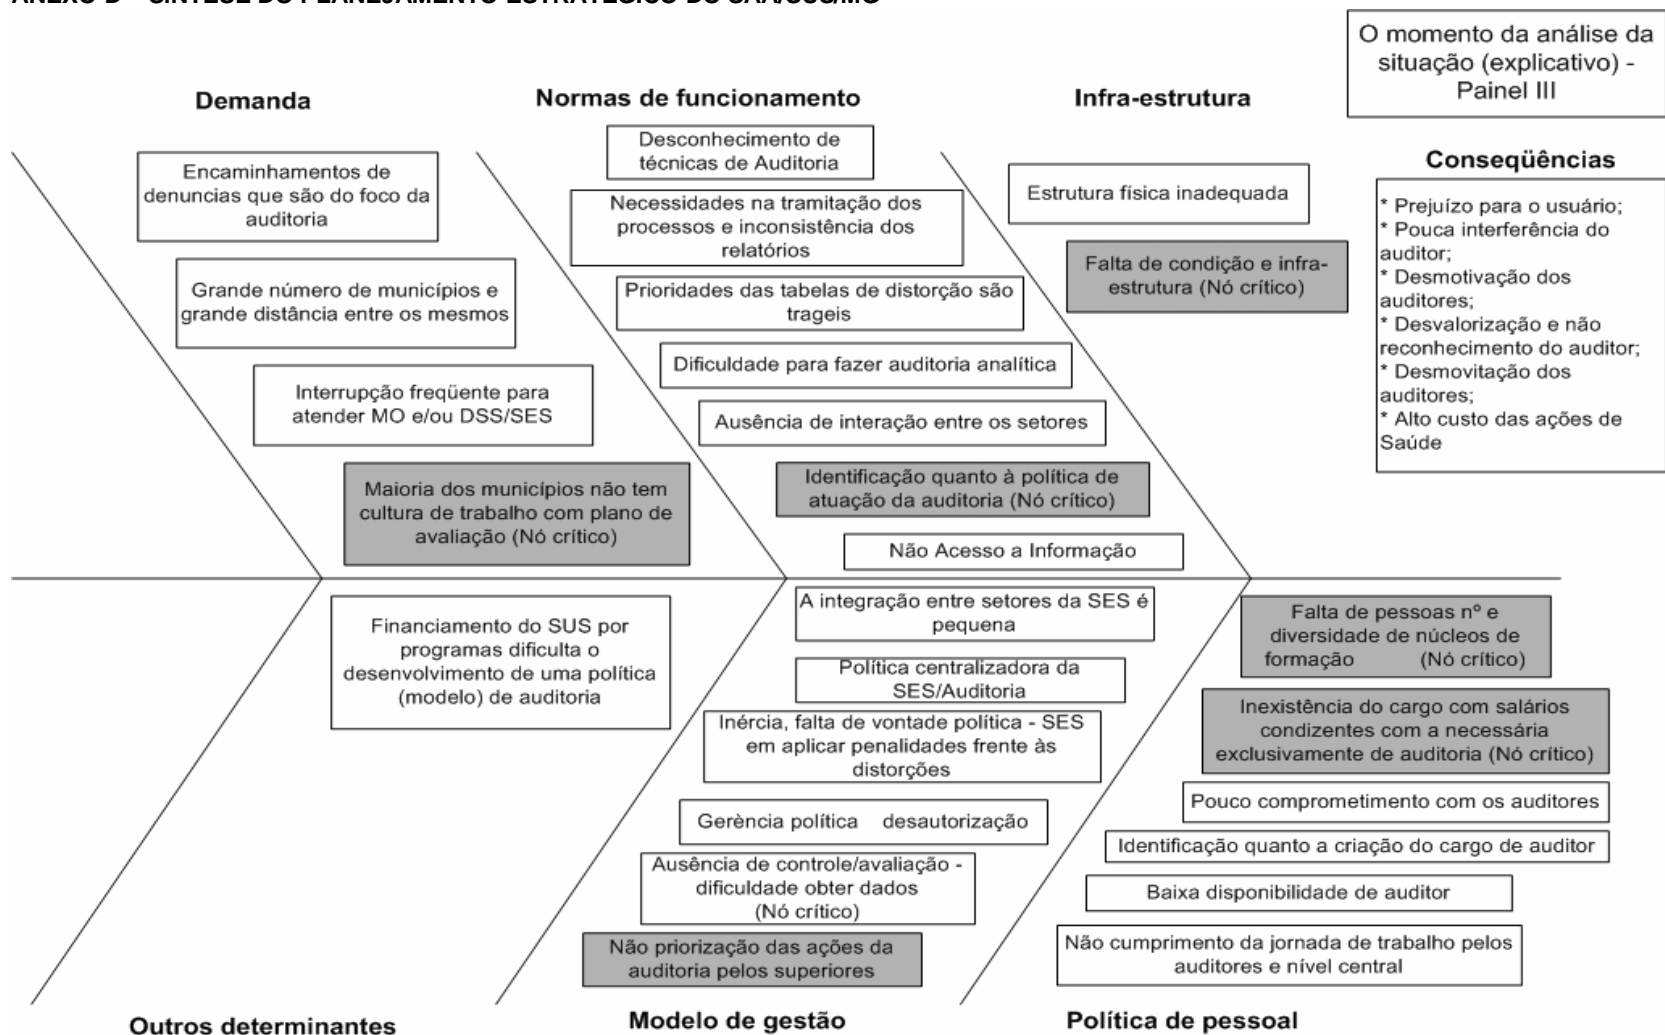 ANEXO D – SÍNTESE DO PLANEJAMENTO ESTRATÉGICO DO
O momento da análise da
situação (explicativo) -
Painel III
Demanda
Encaminhamentos de
denuncias que são do foco da
auditoria
Grande número de municípios e
grande distância entre os mesmos
Interrupção freqüente para
atender MO e/ou DSS/SES
Maioria dos municípios não tem
cultura de trabalho com plano de
avaliação (Nó crítico)
Normas de funcionamento
Desconhecimento de
técnicas de Auditoria
Necessidades na tramitação dos
processos e inconsistência dos
relatórios
Prioridades das tabelas de distorção são
trageis
Dificuldade para fazer auditoria analítica
Ausência de interação entre os setores
Identificação quanto à política de
atuação da auditoria (Nó crítico)
Não Acesso a Informação
Infra-estrutura
Estrutura física inadequada
Falta de condição e infra-
estrutura (Nó crítico)
Conseqüências
* Prejuízo para o usuário;
* Pouca interferência do
auditor;
* Desmotivação dos
auditores;
* Desvalorização e não
reconhecimento do auditor;
* Desmovitação dos
auditores;
* Alto custo das ações de
Saúde
Financiamento do SUS por
programas dificulta o
desenvolvimento de uma política
(modelo) de auditoria
Outros determinantes
A integração entre setores da SES é
pequena
Política centralizadora da
SES/Auditoria
Inércia, falta de vontade política - SES
em aplicar penalidades frente às
distorções
Gerència política desautorização
Ausência de controle/avaliação -
dificuldade obter dados
(Nó crítico)
Não priorização das ações da
auditoria pelos superiores
Modelo de gestão
Falta de pessoas nº e
diversidade de núcleos de
formação (Nó crítico)
Inexistência do cargo com salários
condizentes com a necessária
exclusivamente de auditoria (Nó crítico)
Pouco comprometimento com os auditores
Identificação quanto a criação do cargo de auditor
Baixa disponibilidade de auditor
Não cumprimento da jornada de trabalho pelos
auditores e nível central
Política de pessoal